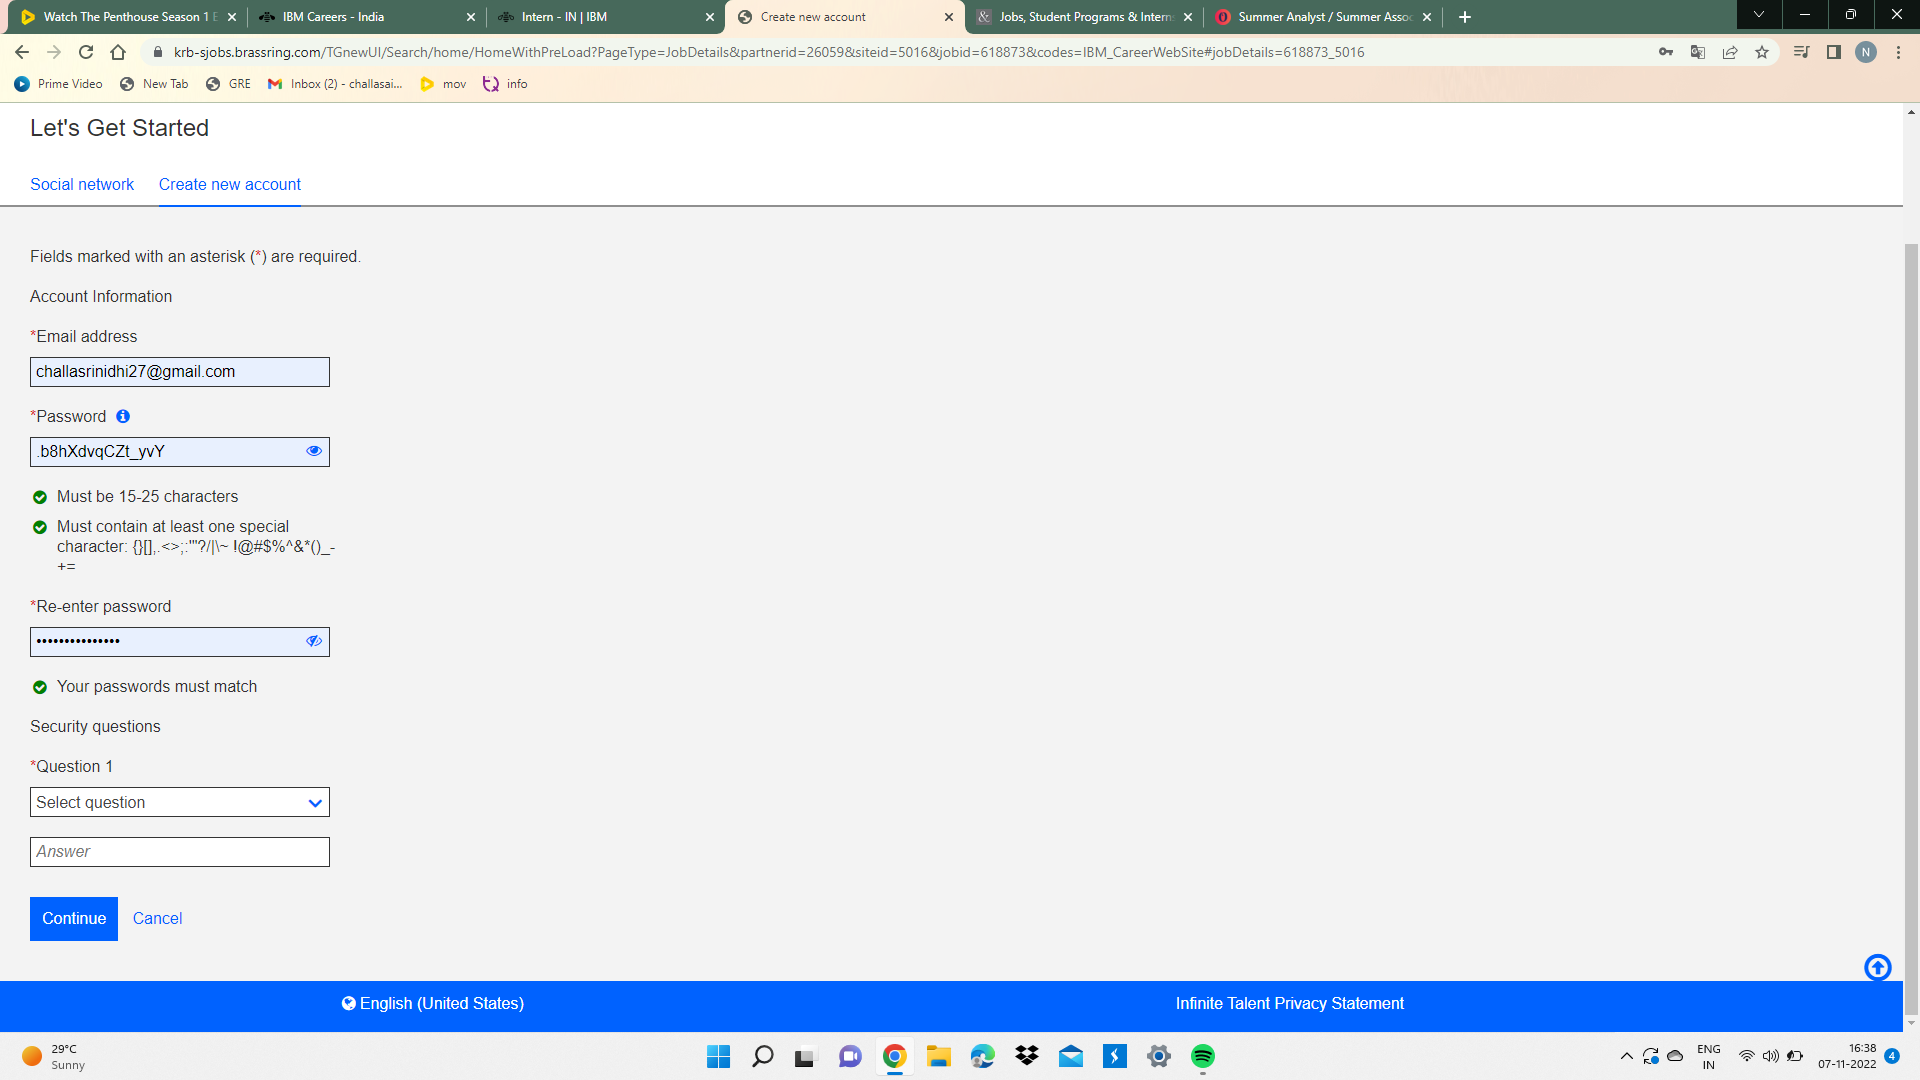 Watch The Penthouse Season 1 E
IBM Careers - India
Intern - IN | IBM
Create new account
Jobs, Student Programs & Intern
Summer Analyst / Summer Assoc
krb-sjobs.brassring.com/TGnewUI/Search/home/HomeWithPreLoad?PageType=JobDetails&partnerid=26059&siteid=5016&jobid=618873&codes=IBM_CareerWebSite#jobDetails=618873_5016
N
Prime Video
New Tab
GRE
Inbox (2) - challasai...
mov
info
Let's Get Started
Social network
Create new account
Fields marked with an asterisk (*) are required.
Account Information
*Email address
challasrinidhi27@gmail.com
*Password
.b8hXdvqCZt_yvY
Must be 15-25 characters
Must contain at least one special
character: {}[],.<>;:'"?/|\~ !@#$%^&*()_-
+=
*Re-enter password
•••••••••••••••
Your passwords must match
Security questions
*Question 1
Select question
Answer
Continue
Cancel
English (United States)
Infinite Talent Privacy Statement
29°C
Sunny
ENG
IN
16:38
07-11-2022
4